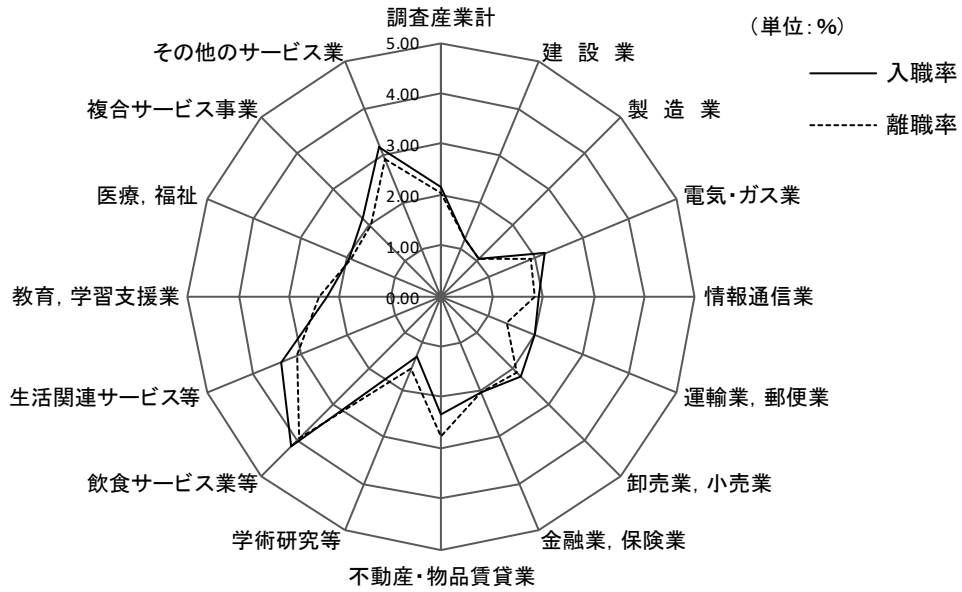 調査産業計
(単位:%)
入職率
離職率
建 設 業
製 造 業
電気・ガス業
情報通信業
運輸業, 郵便業
卸売業, 小売業
金融業, 保険業
不動産・物品賃貸業
学術研究等
飲食サービス業等
生活関連サービス等
教育, 学習支援業
医療, 福祉
複合サービス事業
その他のサービス業
5.00
4.00
3.00
2.00
1.00
0.00